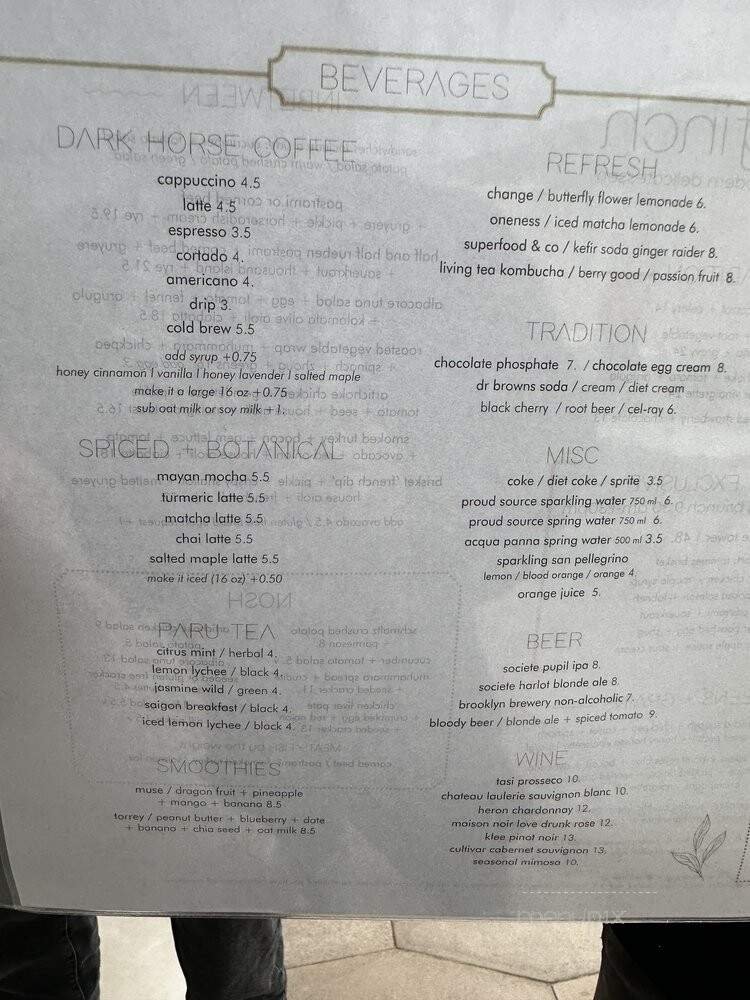 BEVERAGES
DARK HORSE COFFEE
cappuccino 4.5
latte 4.5
espresso 3.5
cortado 4.
americano 4.
drip 3.
cold brew 5.5
add syrup +0.75
honey cinnamon | vanilla | honey lavender | salted maple
make it a large 16 oz +0.75
sub oat milk or soy milk +1.
SPICED + BOTANICAL
mayan mocha 5.5
turmeric latte 5.5
matcha latte 5.5
chai latte 5.5
salted maple latte 5.5
make it iced (16 oz) +0.50
PARU TEA
citrus mint / herbal 4.
lemon lychee / black 4.
jasmine wild / green 4.
saigon breakfast / black 4.
iced lemon lychee / black 4.
SMOOTHIES
muse / dragon fruit + pineapple
+ mango + banana 8.5
torrey / peanut butter + blueberry + date
+ banana + chia seed + oat milk 8.5
REFRESH
change / butterfly flower lemonade 6.
oneness / iced matcha lemonade 6.
superfood & co / kefir soda ginger raider 8.
living tea kombucha / berry good / passion fruit 8.
TRADITION
chocolate phosphate 7. / chocolate egg cream 8.
dr browns soda / cream / diet cream
black cherry / root beer / cel-ray 6.
MISC
coke / diet coke / sprite 3.5
proud source sparkling water 750 ml 6.
proud source spring water 750 ml 6.
acqua panna spring water 500 ml 3.5
sparkling san pellegrino
lemon / blood orange / orange 4.
orange juice 5.
BEER
societe pupil ipa 8.
societe harlot blonde ale 8.
brooklyn brewery non-alcoholic 7.
bloody beer / blonde ale + spiced tomato 9.
WINE
tasi prosseco 10.
chateau laulerie sauvignon blanc 10.
heron chardonnay 12.
maison noir love drunk rose 12.
klee pinot noir 13.
cultivar cabernet sauvignon 13.
seasonal mimosa 10.